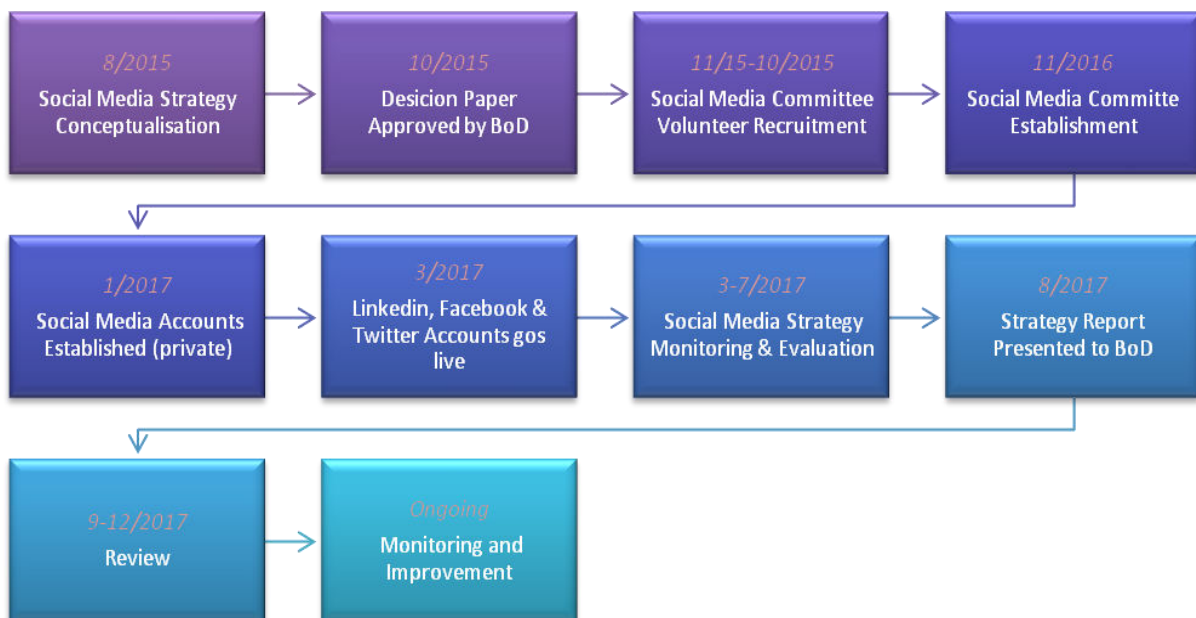 8/2015
Social Media Strategy
Conceptualisation
10/2015
Desicion Paper
Approved by BoD
11/15-10/2015
Social Media Committee
Volunteer Recruitment
11/2016
Social Media Committe
Establishment
1/2017
Social Media Accounts
Established (private)
3/2017
Linkedin, Facebook &
Twitter Accounts gos
live
3-7/2017
Social Media Strategy
Monitoring & Evaluation
8/2017
Strategy Report
Presented to BoD
9-12/2017
Review
Ongoing
Monitoring and
Improvement